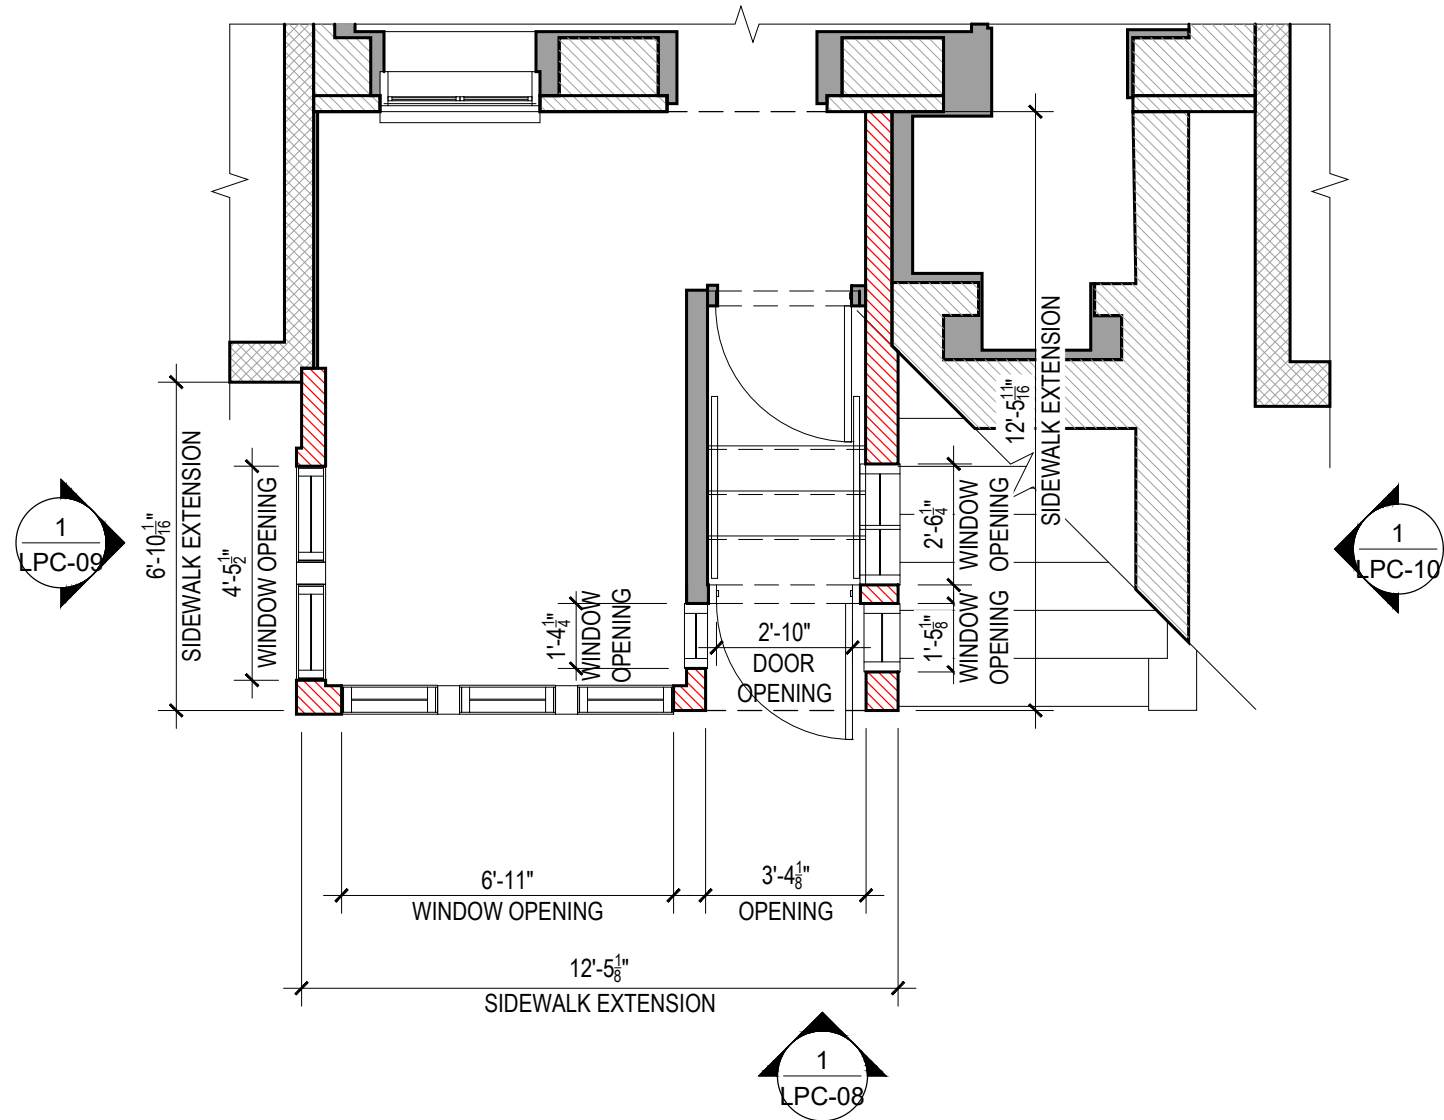 12'-5 11/16"
SIDEWALK EXTENSION
6'-10 1/16"
SIDEWALK EXTENSION
4'-5 1/2"
WINDOW OPENING
1'-4 1/4"
WINDOW
OPENING
2'-10"
DOOR
OPENING
2'-6 1/4"
WINDOW
OPENING
1'-5 1/8"
WINDOW
OPENING
1
LPC-09
1
LPC-10
6'-11"
WINDOW OPENING
3'-4 1/8"
OPENING
12'-5 1/8"
SIDEWALK EXTENSION
1
LPC-08